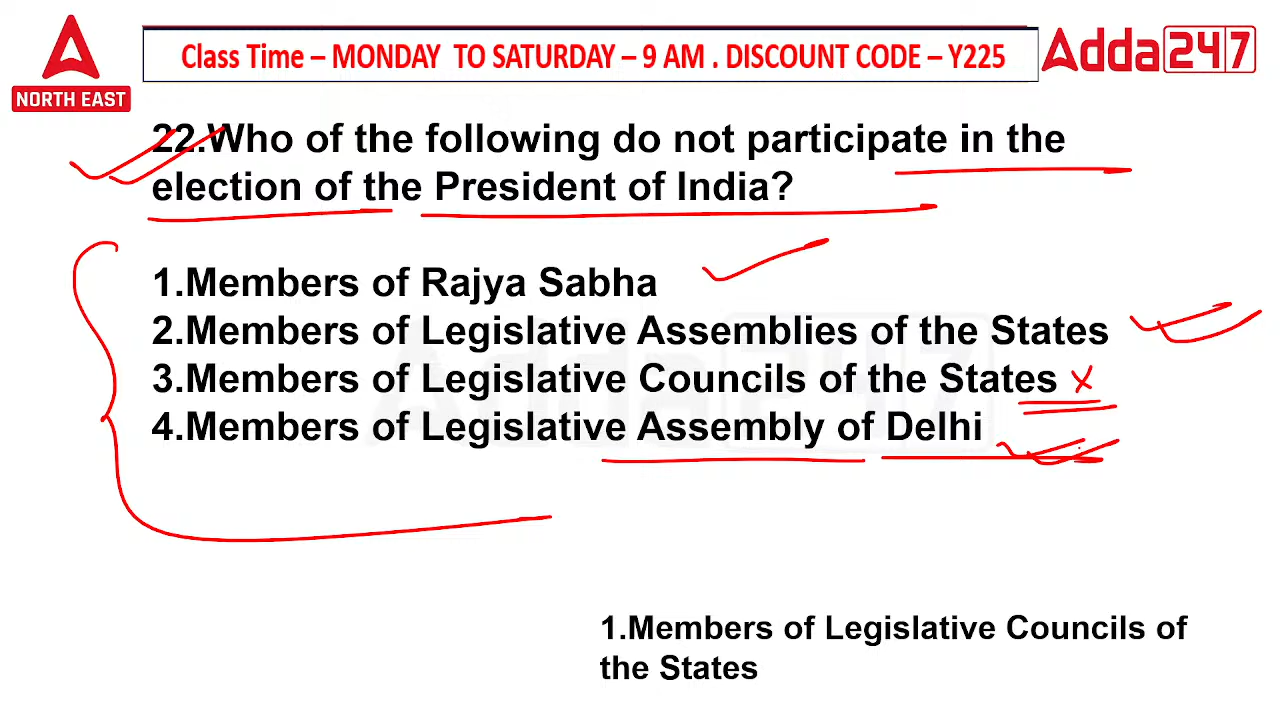 NORTH EAST
Class Time – MONDAY TO SATURDAY – 9 AM . DISCOUNT CODE – Y225
Adda247
22.Who of the following do not participate in the
election of the President of India?
1.Members of Rajya Sabha
2.Members of Legislative Assemblies of the States
3.Members of Legislative Councils of the States
4.Members of Legislative Assembly of Delhi
Adda247
1.Members of Legislative Councils of
the States